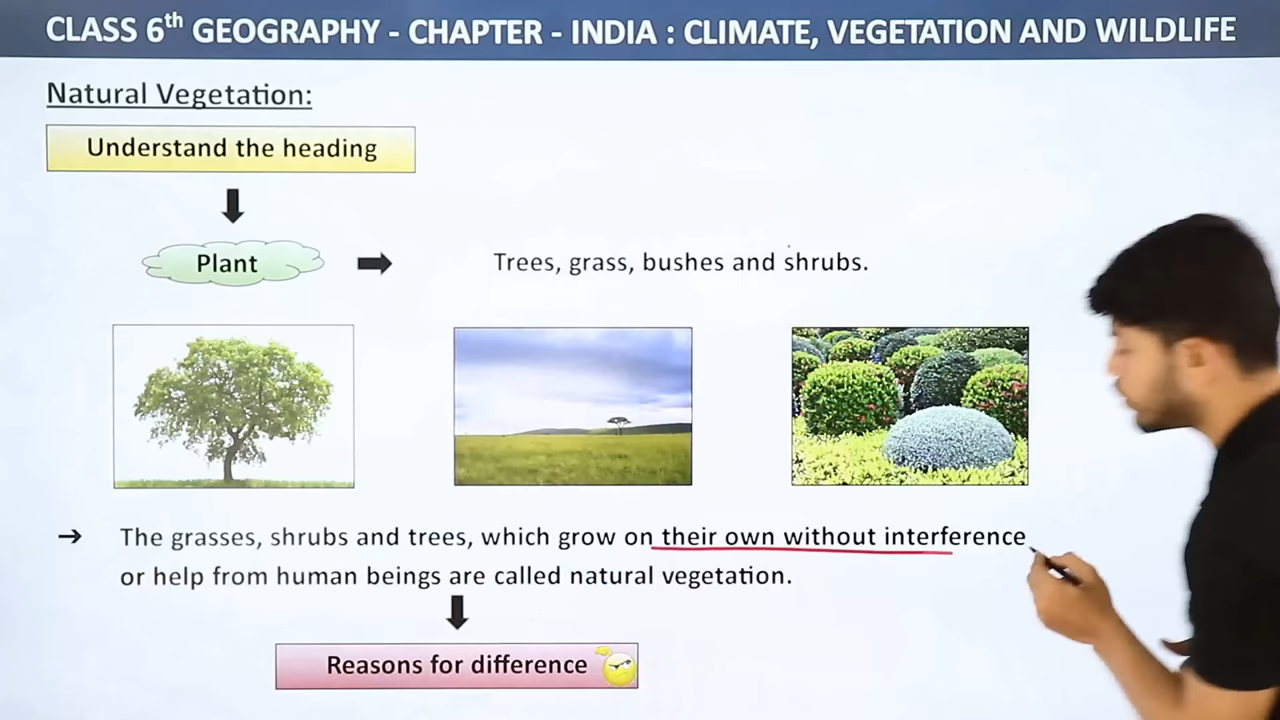 CLASS 6th GEOGRAPHY - CHAPTER - INDIA : CLIMATE, VEGETATION AND WILDLIFE
Natural Vegetation:
Understand the heading
Plant
Trees, grass, bushes and shrubs.
The grasses, shrubs and trees, which grow on their own without interference
or help from human beings are called natural vegetation.
Reasons for difference